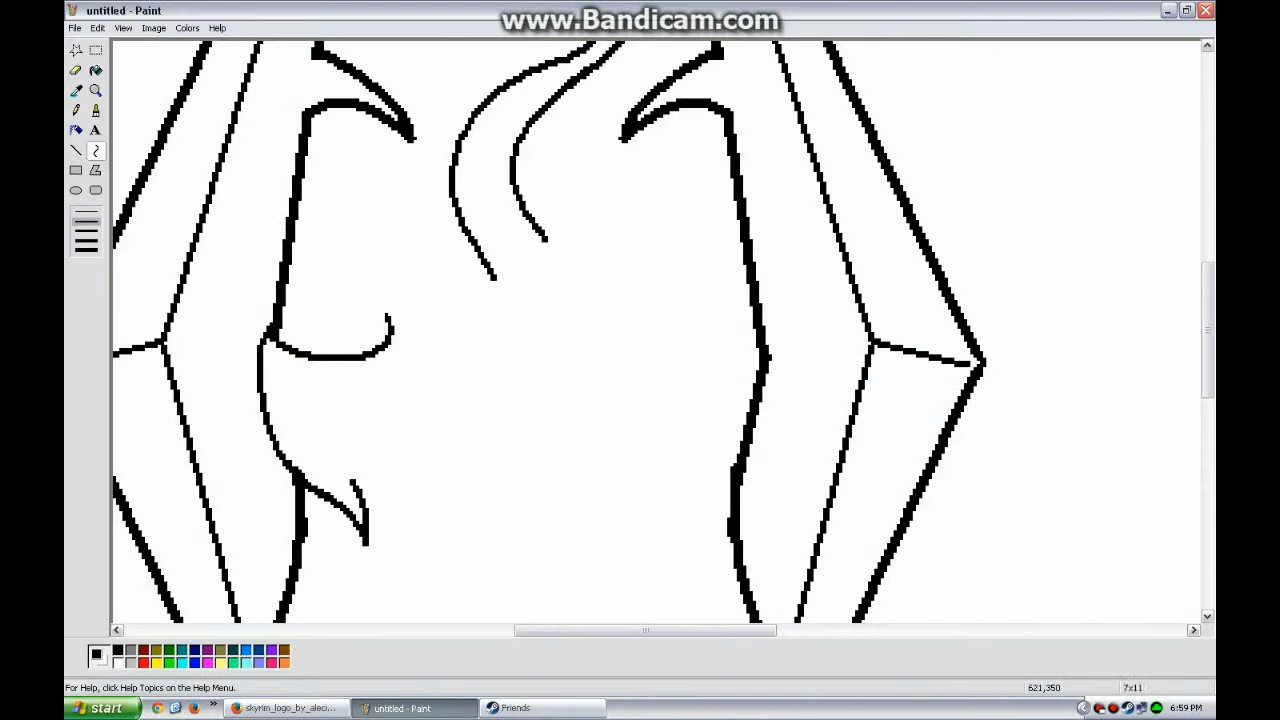 www.Bandicam.com
untitled - Paint
File Edit View Image Colors Help
A
For Help, click Help Topics on the Help Menu.
621,350
7x11
start
skyrim_logo_by_aleci...
untitled - Paint
Friends
6:59 PM